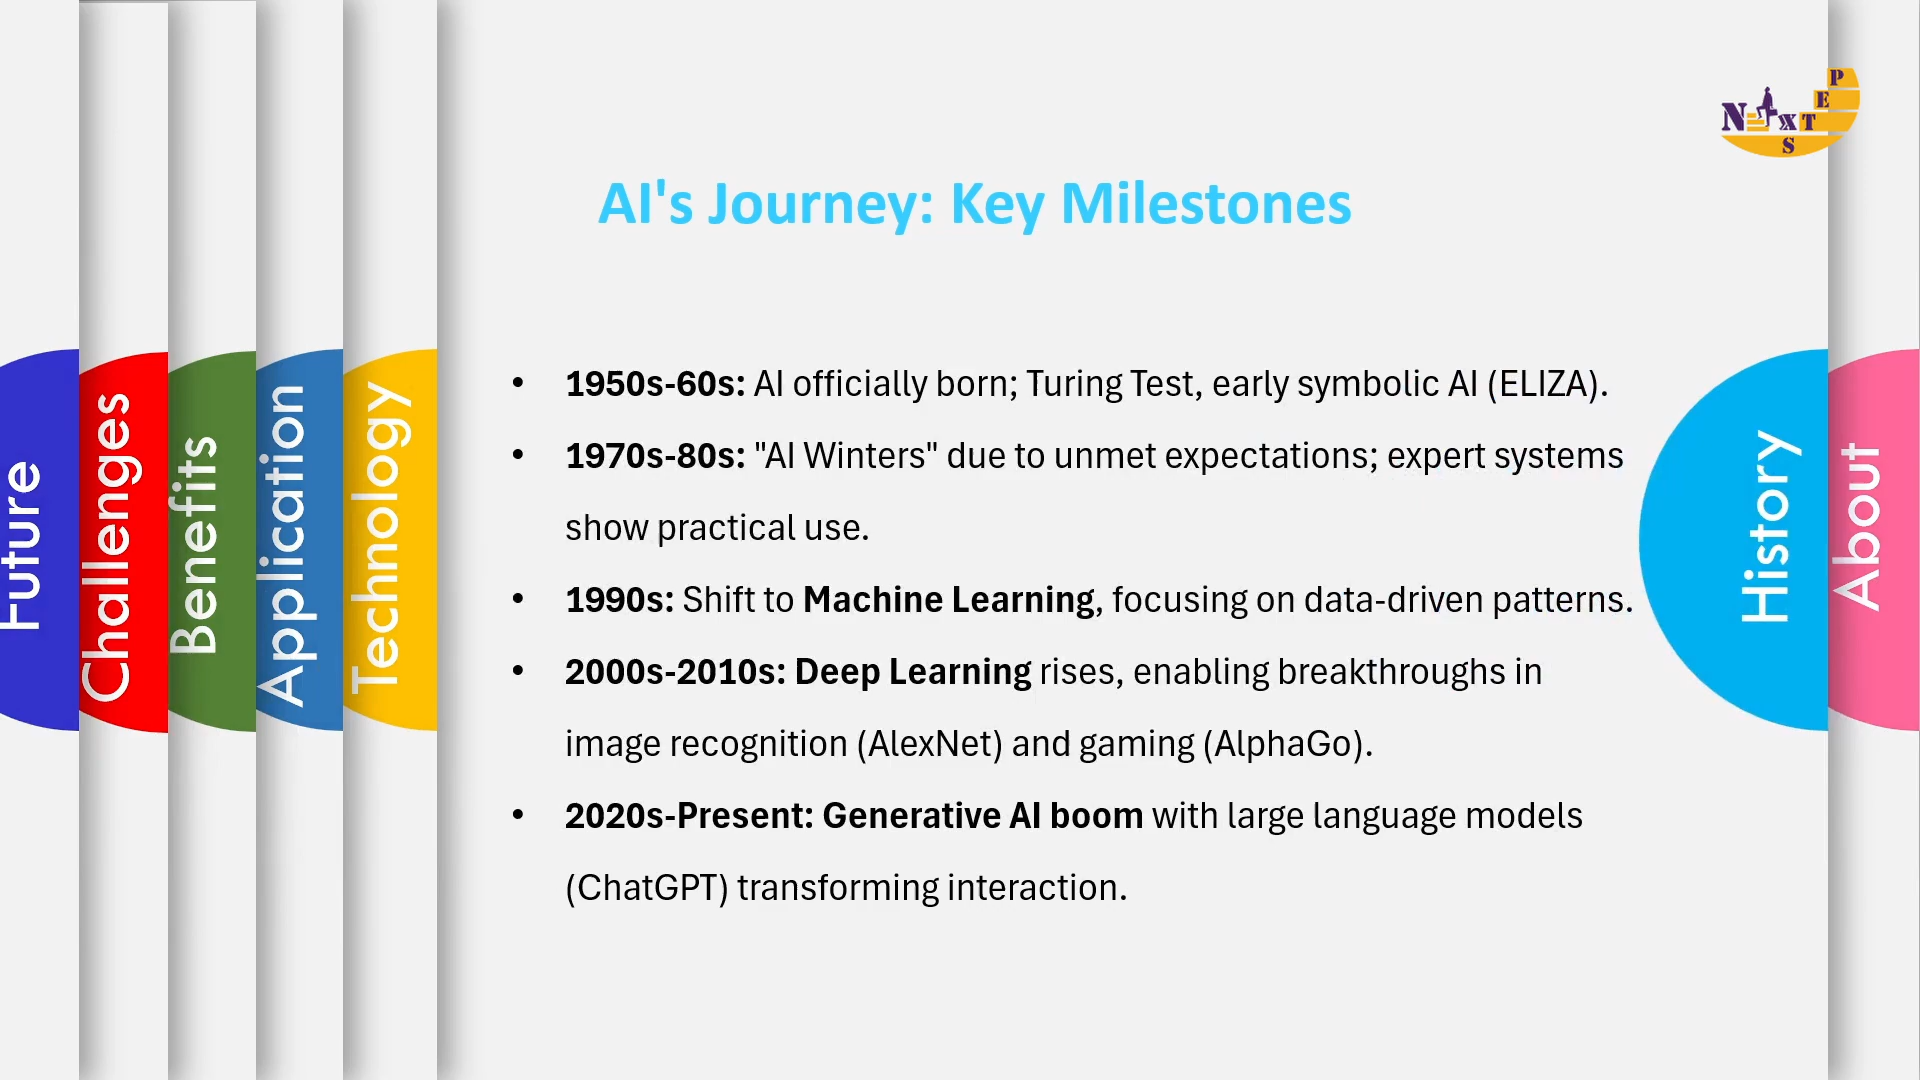 NEXT
STEP
AI's Journey: Key Milestones
• 1950s-60s: AI officially born; Turing Test, early symbolic AI (ELIZA).
• 1970s-80s: "AI Winters" due to unmet expectations; expert systems
show practical use.
• 1990s: Shift to Machine Learning, focusing on data-driven patterns.
• 2000s-2010s: Deep Learning rises, enabling breakthroughs in
image recognition (AlexNet) and gaming (AlphaGo).
• 2020s-Present: Generative AI boom with large language models
(ChatGPT) transforming interaction.
Future
Challenges
Benefits
Application
Technology
History
About